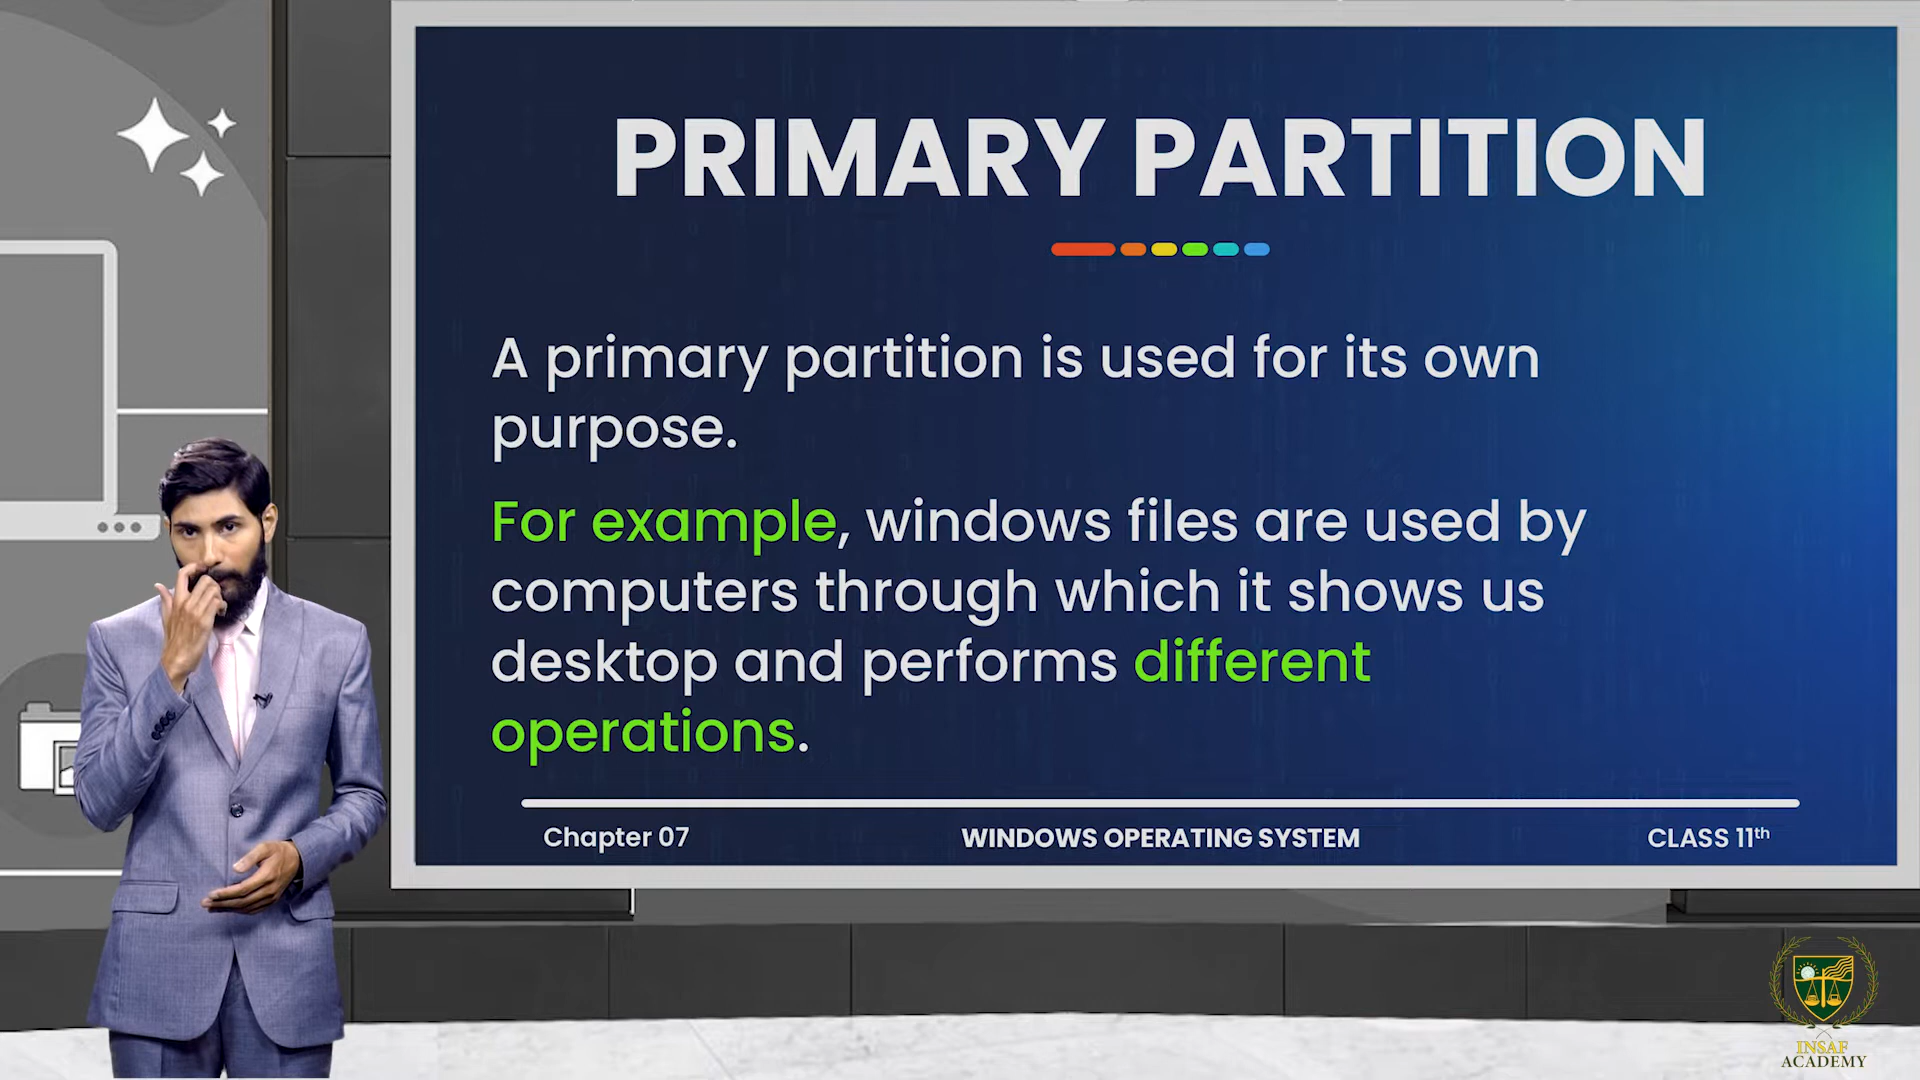 PRIMARY PARTITION
A primary partition is used for its own
purpose.
For example, windows files are used by
computers through which it shows us
desktop and performs different
operations.
Chapter 07
WINDOWS OPERATING SYSTEM
CLASS 11th
INSAF
ACADEMY